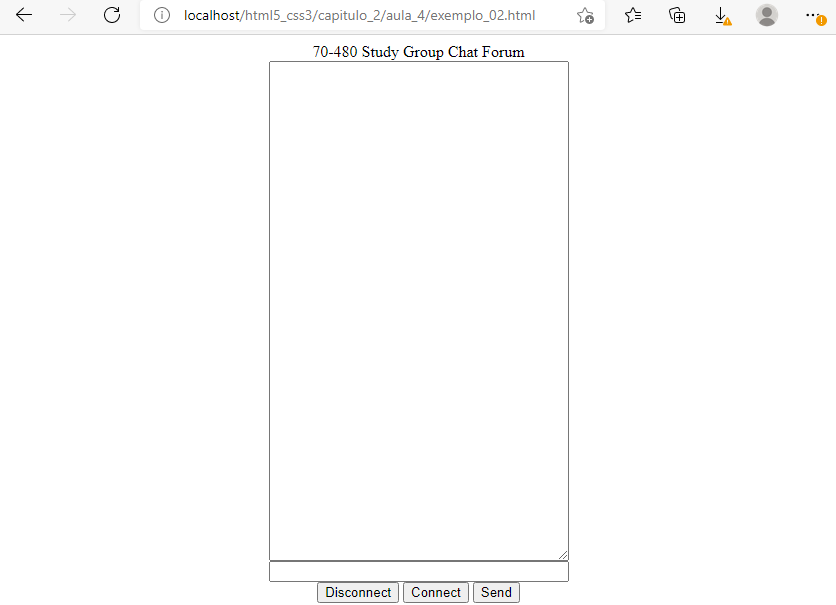 localhost/html5_css3/capitulo_2/aula_4/exemplo_02.html
70-480 Study Group Chat Forum
Disconnect Connect Send